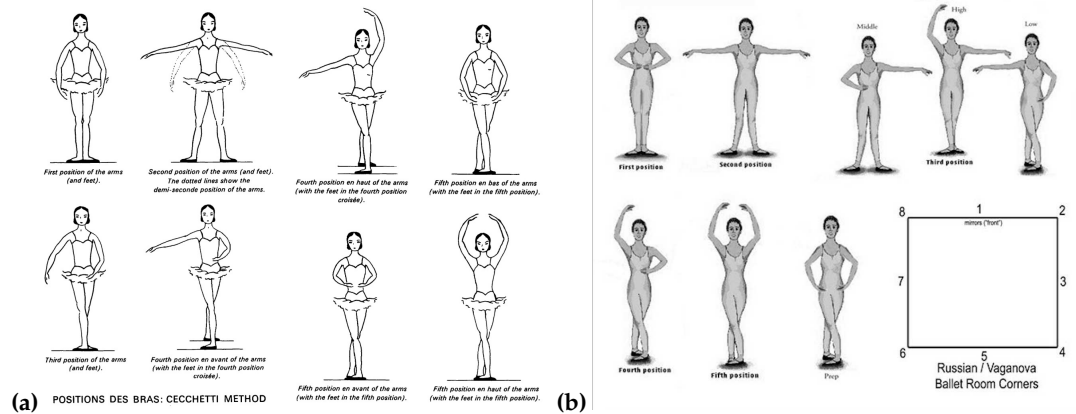 First position of the arms
(and feet).
Second position of the arms (and feet).
The dotted lines show the
demi-seconde position of the arms.
Fourth position en haut of the arms
(with the feet in the fourth position
croisée).
Fifth position en bas of the arms
(with the feet in the fifth position).
Third position of the arms
(and feet).
Fourth position en avant of the arms
(with the feet in the fourth position
croisée).
Fifth position en avant of the arms
(with the feet in the fifth position).
Fifth position en haut of the arms
(with the feet in the fifth position).
(a) POSITIONS DES BRAS: CECCHETTI METHOD
High
Middle
Low
First position
Second position
Third position
Fourth position
Fifth position
Prep
8 1 2
mirrors ("front")
7 3
6 5 4
Russian / Vaganova
Ballet Room Corners
(b)